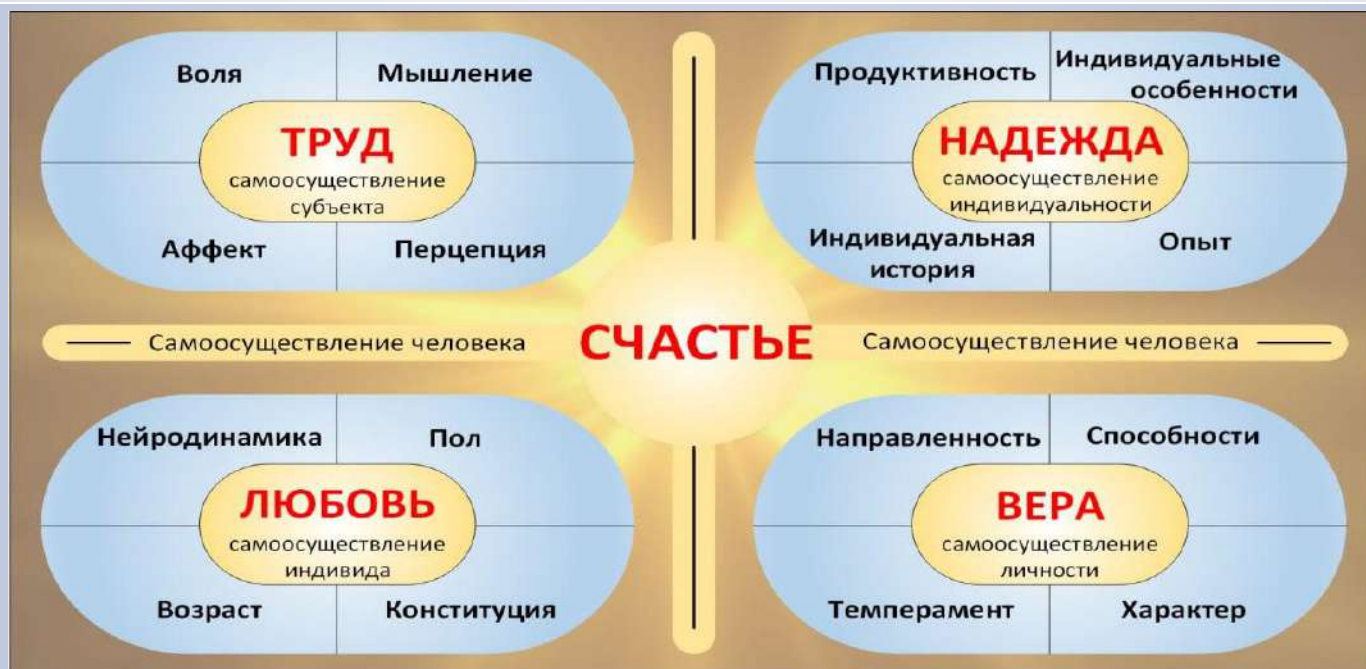 Воля
Мышление
ТРУД
самоосуществление
субъекта
Аффект
Перцепция
Продуктивность
Индивидуальные
особенности
НАДЕЖДА
самоосуществление
индивидуальности
Индивидуальная
история
Опыт
Самоосуществление человека
СЧАСТЬЕ
Самоосуществление человека
Нейродинамика
Пол
ЛЮБОВЬ
самоосуществление
индивида
Возраст
Конституция
Направленность
Способности
ВЕРА
самоосуществление
личности
Темперамент
Характер